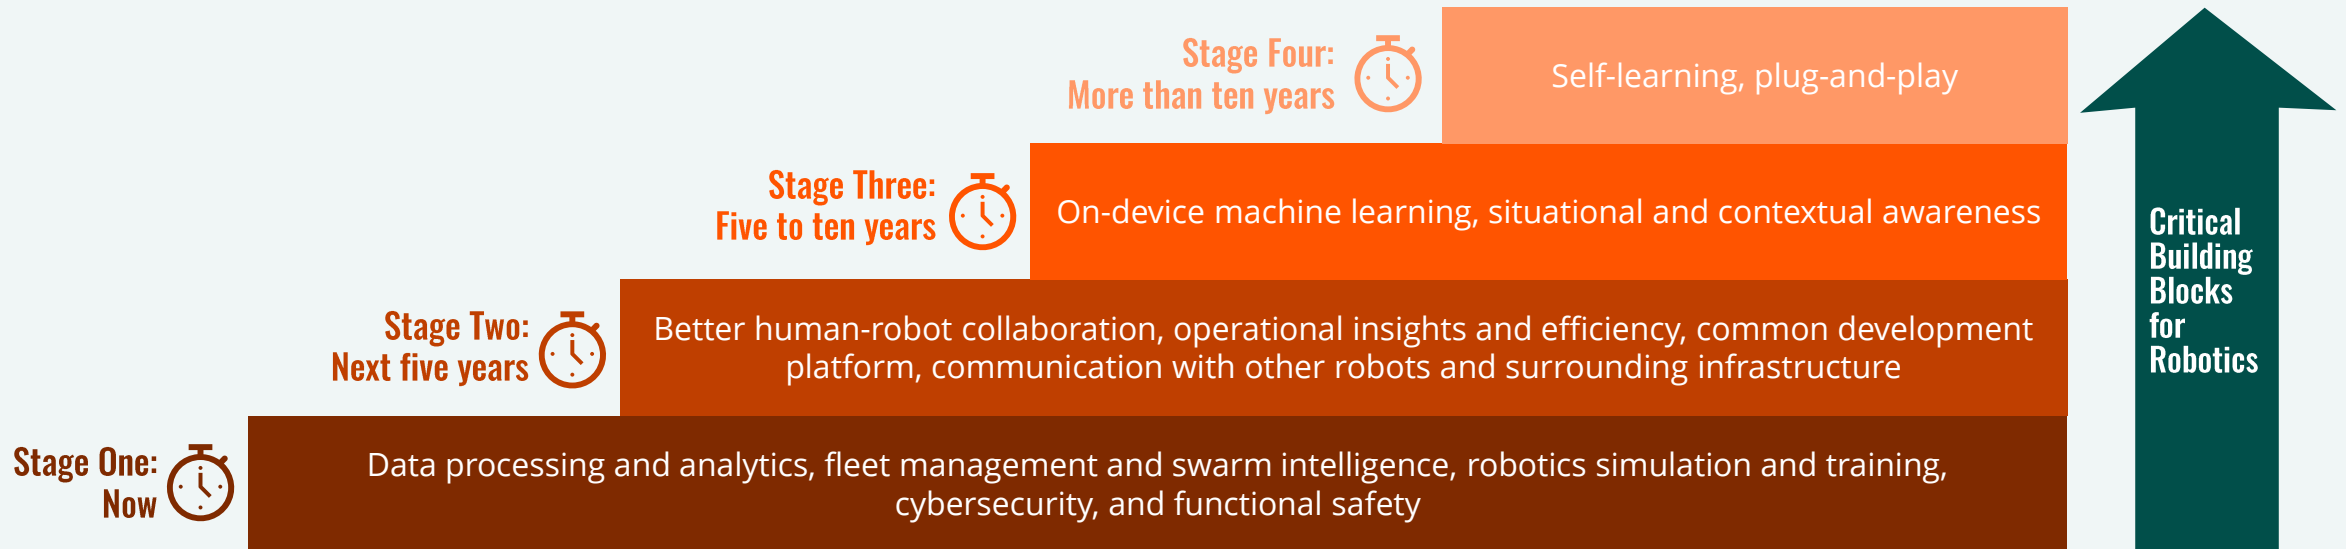 Stage Four:
More than ten years
Self-learning, plug-and-play
Stage Three:
Five to ten years
On-device machine learning, situational and contextual awareness
Stage Two:
Next five years
Better human-robot collaboration, operational insights and efficiency, common development
platform, communication with other robots and surrounding infrastructure
Stage One:
Now
Data processing and analytics, fleet management and swarm intelligence, robotics simulation and training,
cybersecurity, and functional safety
Critical
Building
Blocks
for
Robotics